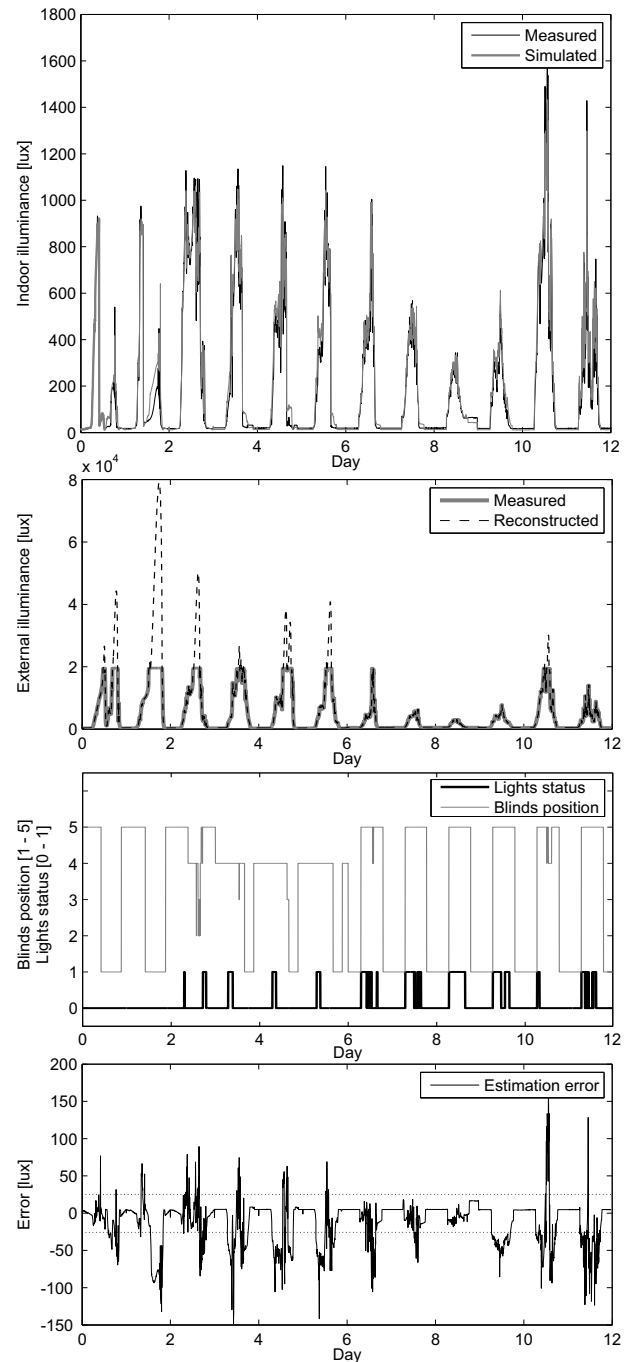 1800
1600
1400
1200
1000
800
600
400
200
0
Indoor illuminance [lux]
Measured
Simulated
0 2 4 6 8 10 12
Day
x 10^4
8
6
4
2
0
External illuminance [lux]
Measured
Reconstructed
0 2 4 6 8 10 12
Day
5
4
3
2
1
0
Blinds position [1 - 5]
Lights status [0 - 1]
Lights status
Blinds position
0 2 4 6 8 10 12
Day
200
150
100
50
0
-50
-100
-150
Error [lux]
Estimation error
0 2 4 6 8 10 12
Day